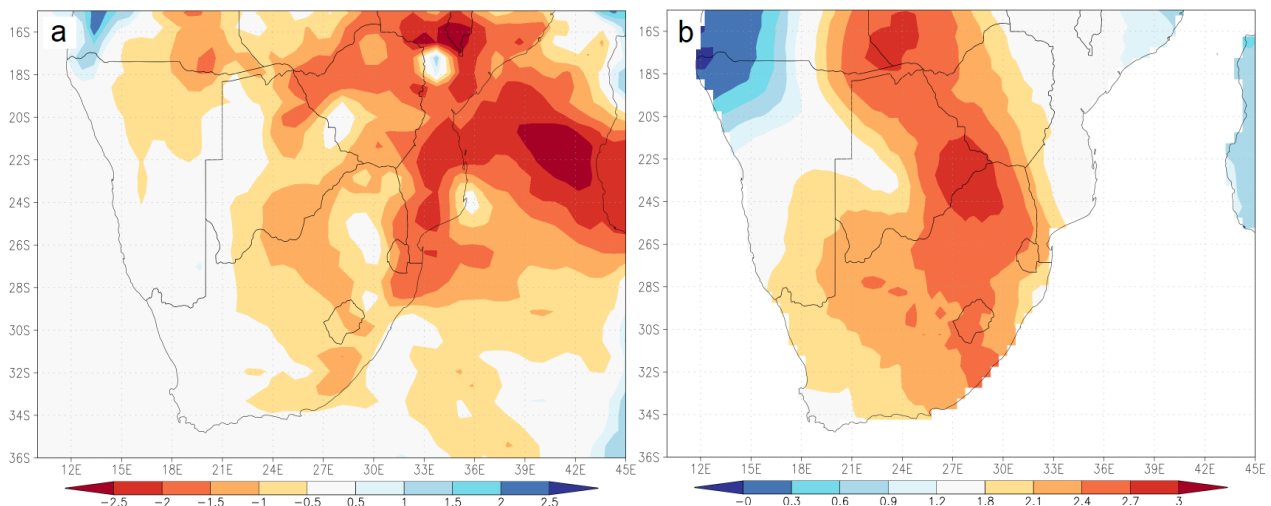 a
16S
18S
20S
22S
24S
26S
28S
30S
32S
34S
36S
12E 15E 18E 21E 24E 27E 30E 33E 36E 39E 42E 45E
−2.5 −2 −1.5 −1 −0.5 0.5 1 1.5 2 2.5
b
16S
18S
20S
22S
24S
26S
28S
30S
32S
34S
36S
12E 15E 18E 21E 24E 27E 30E 33E 36E 39E 42E 45E
−0 0.3 0.6 0.9 1.2 1.8 2.1 2.4 2.7 3